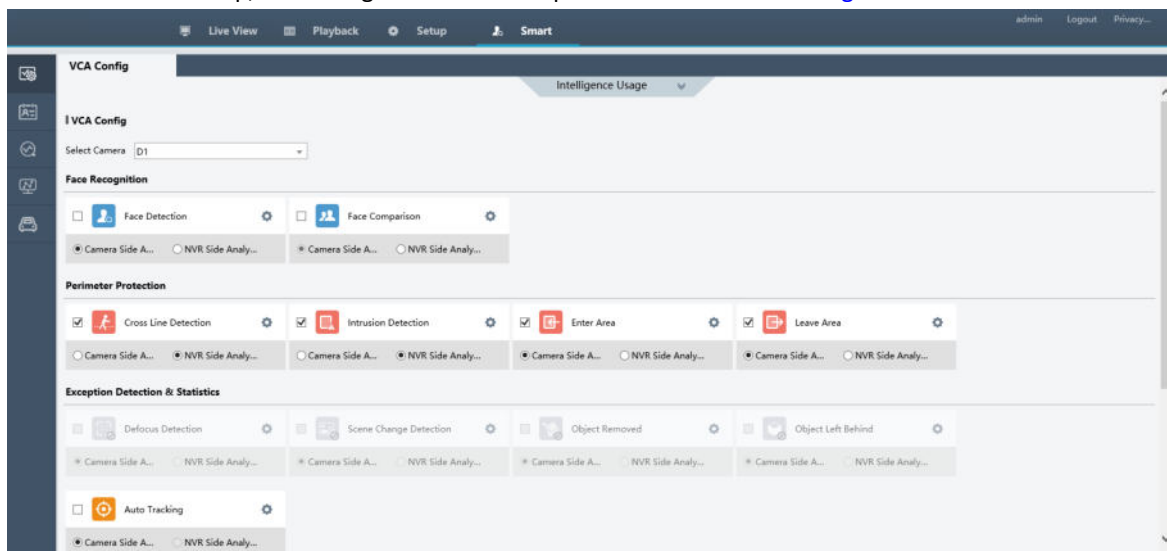 admin Logout Privacy...
Live View Playback Setup Smart
VCA Config
Intelligence Usage
VCA Config
Select Camera D1
Face Recognition
Face Detection Face Comparison
Camera Side A... NVR Side Analy... Camera Side A... NVR Side Analy...
Perimeter Protection
Cross Line Detection Intrusion Detection Enter Area Leave Area
Camera Side A... NVR Side Analy... Camera Side A... NVR Side Analy... Camera Side A... NVR Side Analy... Camera Side A... NVR Side Analy...
Exception Detection & Statistics
Defocus Detection Scene Change Detection Object Removed Object Left Behind
Camera Side A... NVR Side Analy... Camera Side A... NVR Side Analy... Camera Side A... NVR Side Analy... Camera Side A... NVR Side Analy...
Auto Tracking
Camera Side A... NVR Side Analy...